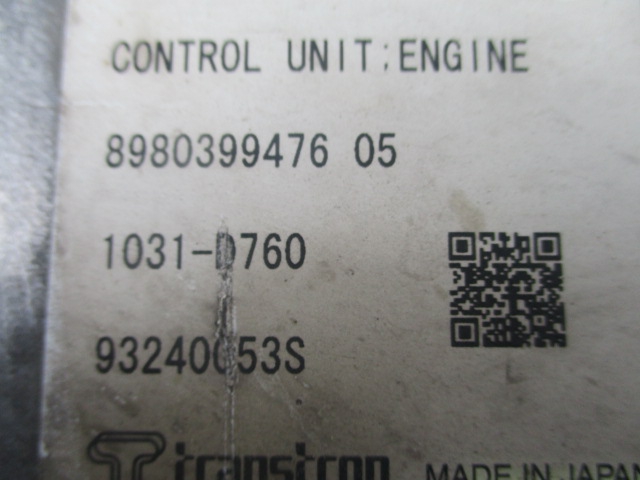 CONTROL UNIT:ENGINE
8980399476 05
93240053S
transtron MADE IN JAPAN